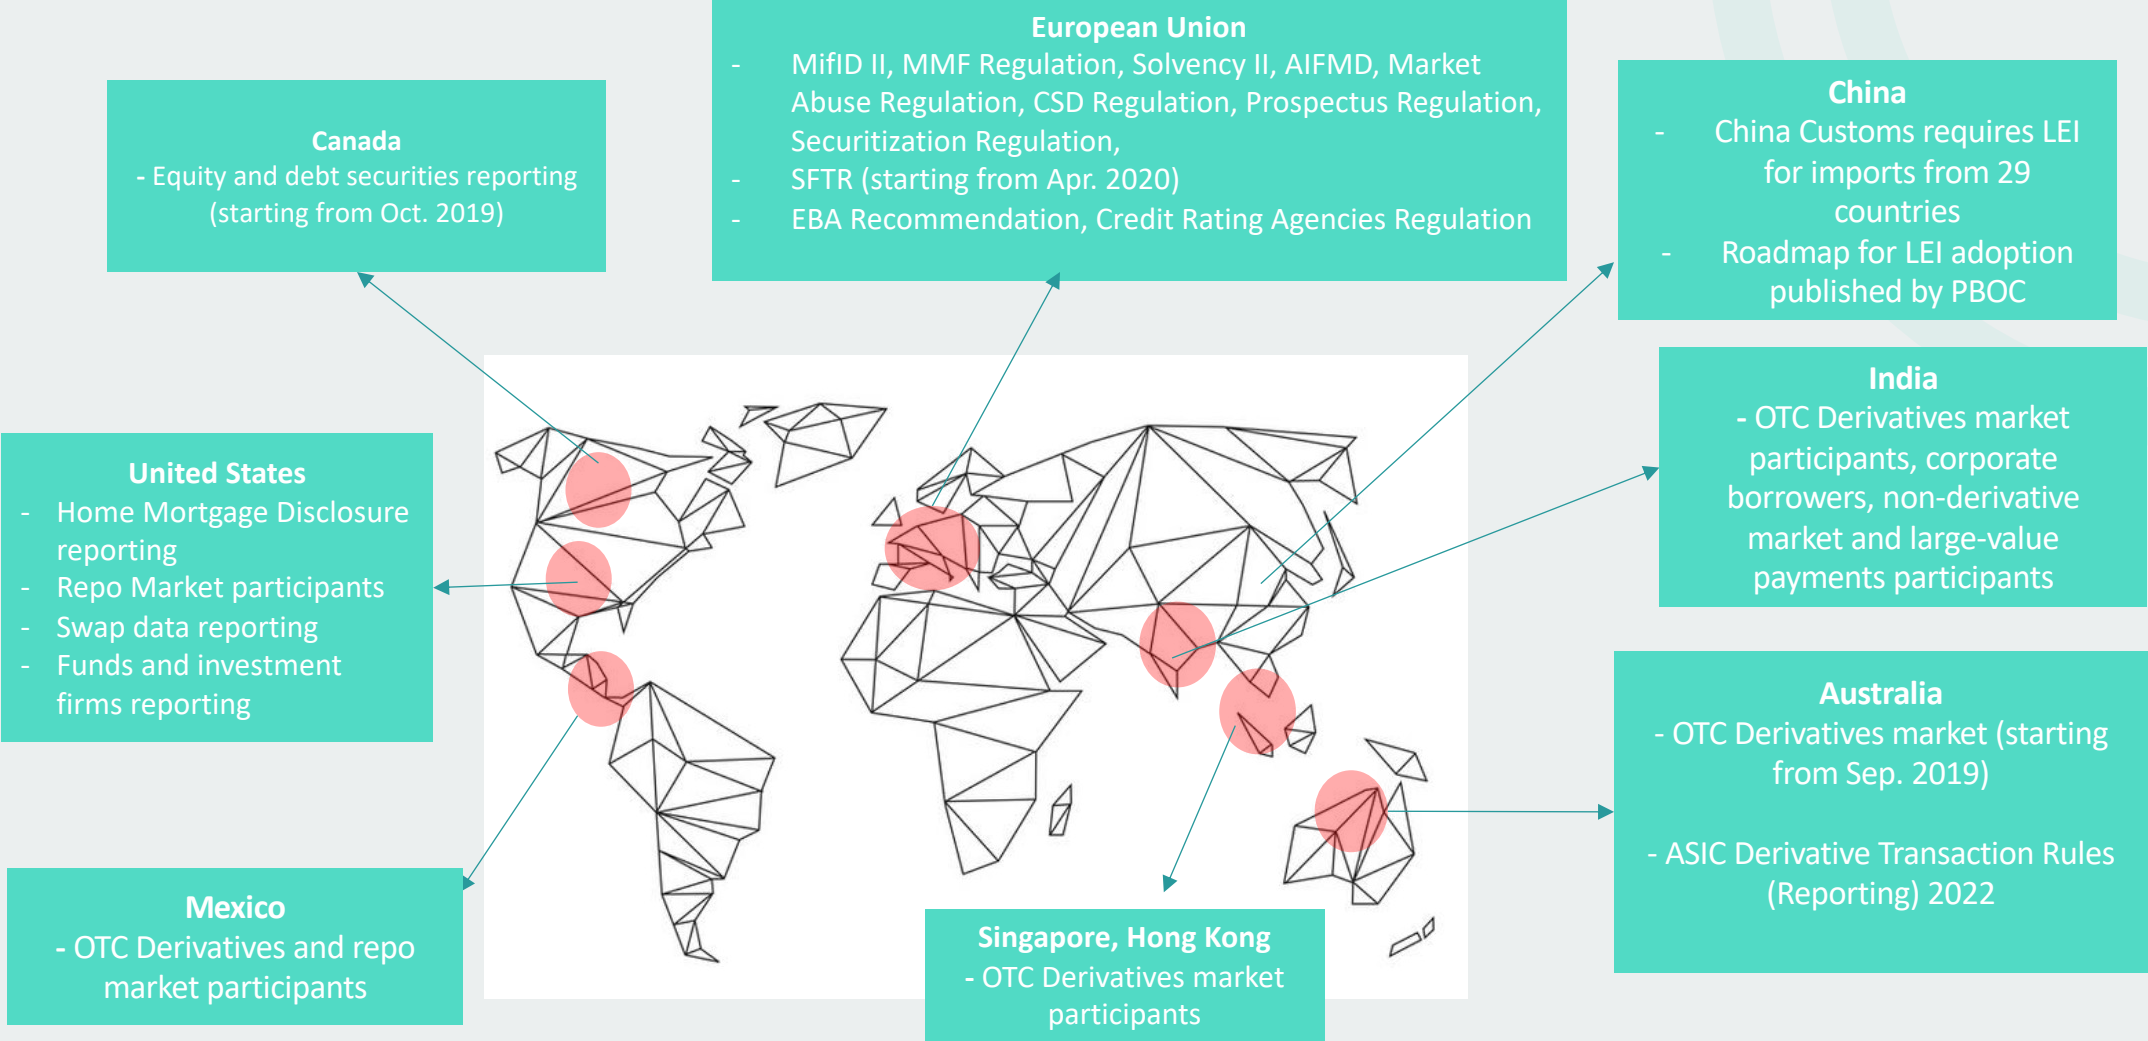 European Union
- MifID II, MMF Regulation, Solvency II, AIFMD, Market
Abuse Regulation, CSD Regulation, Prospectus Regulation,
Securitization Regulation,
- SFTR (starting from Apr. 2020)
- EBA Recommendation, Credit Rating Agencies Regulation
Canada
- Equity and debt securities reporting
(starting from Oct. 2019)
China
- China Customs requires LEI
for imports from 29
countries
- Roadmap for LEI adoption
published by PBOC
India
- OTC Derivatives market
participants, corporate
borrowers, non-derivative
market and large-value
payments participants
United States
- Home Mortgage Disclosure
reporting
- Repo Market participants
- Swap data reporting
- Funds and investment
firms reporting
Australia
- OTC Derivatives market (starting
from Sep. 2019)
- ASIC Derivative Transaction Rules
(Reporting) 2022
Mexico
- OTC Derivatives and repo
market participants
Singapore, Hong Kong
- OTC Derivatives market
participants